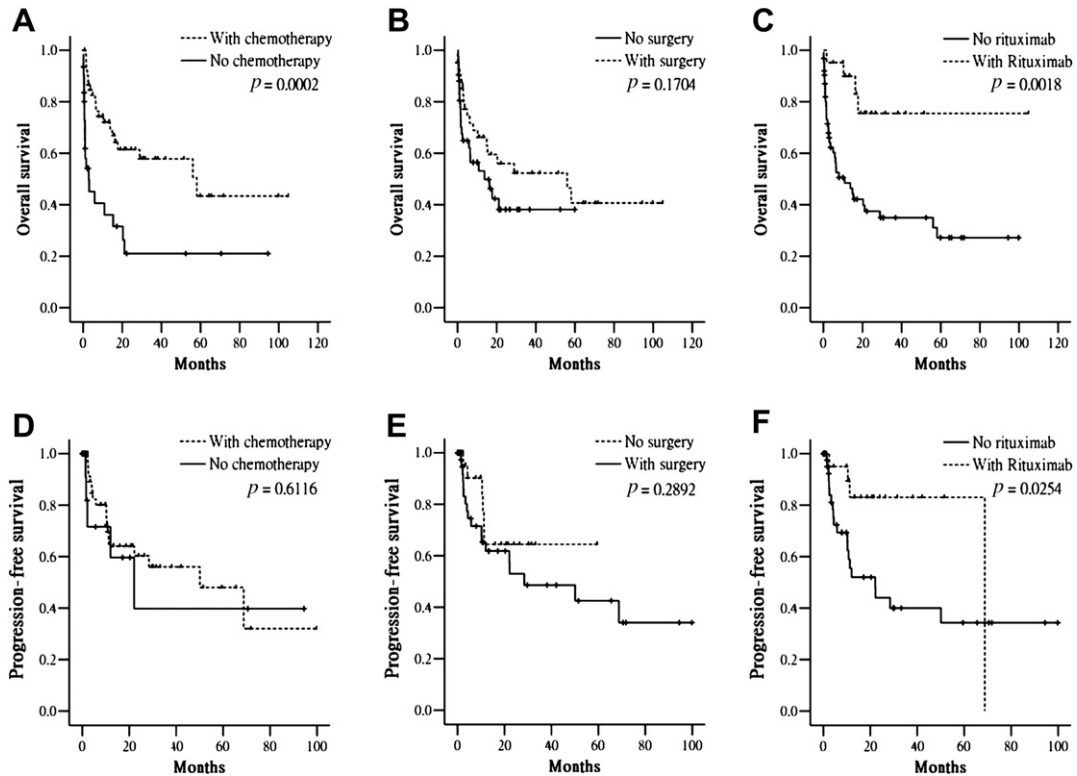 A
With chemotherapy
No chemotherapy
p = 0.0002
Overall survival
1.0
0.8
0.6
0.4
0.2
0.0
0 20 40 60 80 100 120
Months
B
No surgery
With surgery
p = 0.1704
Overall survival
1.0
0.8
0.6
0.4
0.2
0.0
0 20 40 60 80 100 120
Months
C
No rituximab
With Rituximab
p = 0.0018
Overall survival
1.0
0.8
0.6
0.4
0.2
0.0
0 20 40 60 80 100 120
Months
D
With chemotherapy
No chemotherapy
p = 0.6116
Progression-free survival
1.0
0.8
0.6
0.4
0.2
0.0
0 20 40 60 80 100
Months
E
No surgery
With surgery
p = 0.2892
Progression-free survival
1.0
0.8
0.6
0.4
0.2
0.0
0 20 40 60 80 100
Months
F
No rituximab
With Rituximab
p = 0.0254
Progression-free survival
1.0
0.8
0.6
0.4
0.2
0.0
0 20 40 60 80 100
Months